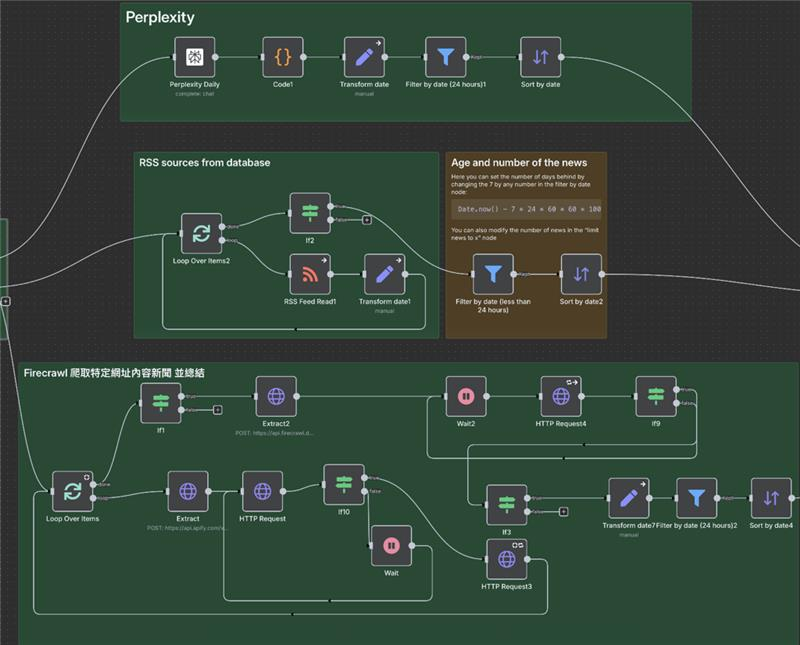 Perplexity
Perplexity Daily
complete: chat
Code1
Transform date
manual
Filter by date (24 hours)1
Kept
Sort by date
RSS sources from database
Loop Over Items2
done
loop
If2
true
false
RSS Feed Read1
Transform date1
manual
Age and number of the news
Here you can set the number of days behind by
changing the 7 by any number in the filter by date
node:
Date.now() - 7 * 24 * 60 * 60 * 100
You can also modify the number of news in the "limit
news to x" node
Filter by date (less than
24 hours)
Kept
Sort by date2
Firecrawl 爬取特定網址內容新聞 並總結
If1
true
false
Extract2
POST: https://api.firecrawl.d...
Wait2
HTTP Request4
If9
true
false
Loop Over Items
done
loop
Extract
POST: https://api.apify.com/v...
HTTP Request
If10
true
false
Wait
HTTP Request3
If3
true
false
Transform date7
manual
Filter by date (24 hours)2
Kept
Sort by date4